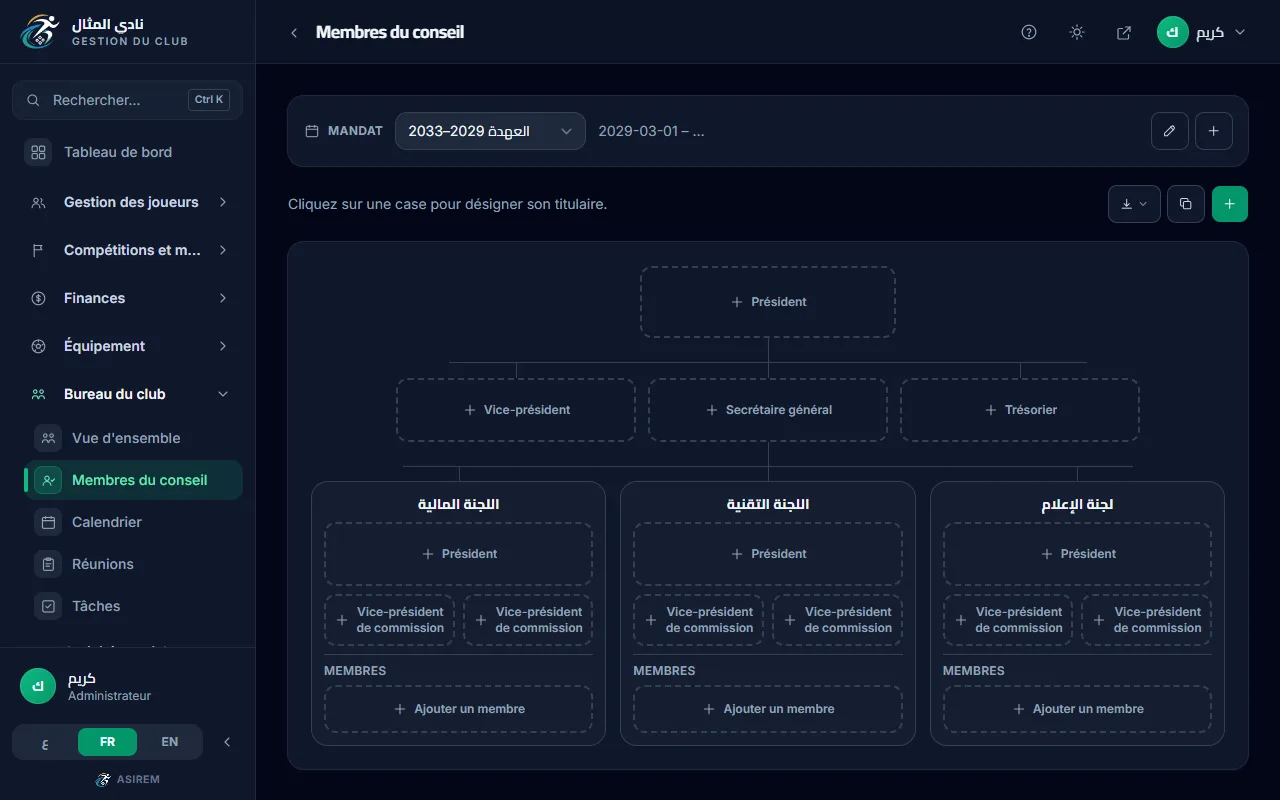 نادي المثال
GESTION DU CLUB
Rechercher...
Ctrl K
Tableau de bord
Gestion des joueurs
Compétitions et m...
Finances
Équipement
Bureau du club
Vue d'ensemble
Membres du conseil
Calendrier
Réunions
Tâches
كريم
Administrateur
ع
FR
EN
ASIREM
Membres du conseil
ك
كريم
MANDAT
العهدة 2029–2033
2029-03-01 – ...
Cliquez sur une case pour désigner son titulaire.
Président
Vice-président
Secrétaire général
Trésorier
اللجنة المالية
Président
Vice-président
de commission
Vice-président
de commission
MEMBRES
Ajouter un membre
اللجنة التقنية
Président
Vice-président
de commission
Vice-président
de commission
MEMBRES
Ajouter un membre
لجنة الإعلام
Président
Vice-président
de commission
Vice-président
de commission
MEMBRES
Ajouter un membre